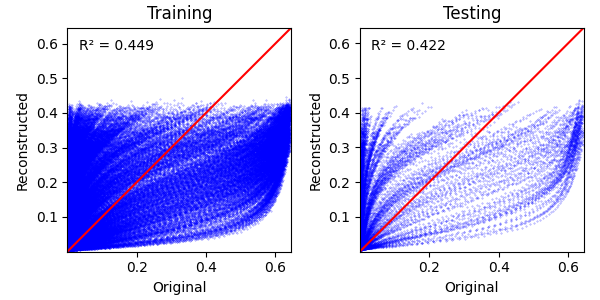 Training
R² = 0.449
0.6
0.5
0.4
0.3
0.2
0.1
Reconstructed
0.2 0.4 0.6
Original
Testing
R² = 0.422
0.6
0.5
0.4
0.3
0.2
0.1
Reconstructed
0.2 0.4 0.6
Original